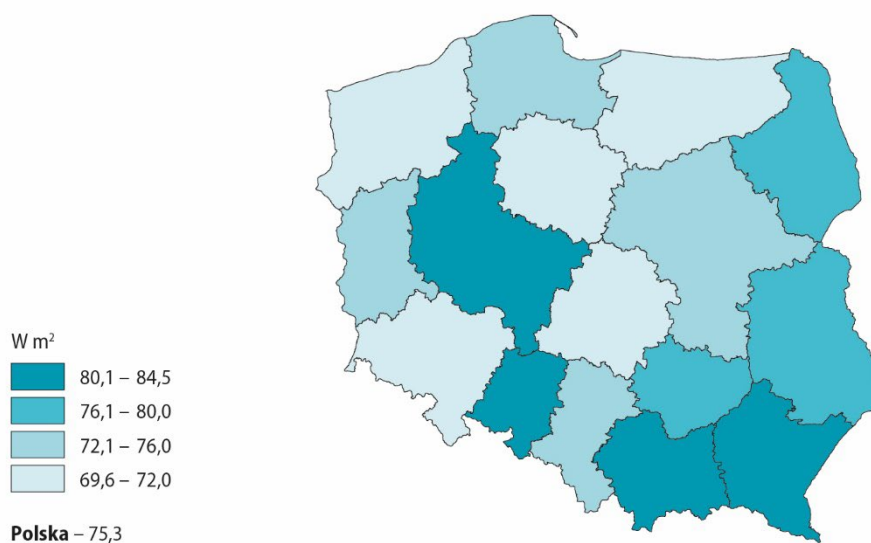 W m²
80,1 – 84,5
76,1 – 80,0
72,1 – 76,0
69,6 – 72,0
Polska – 75,3